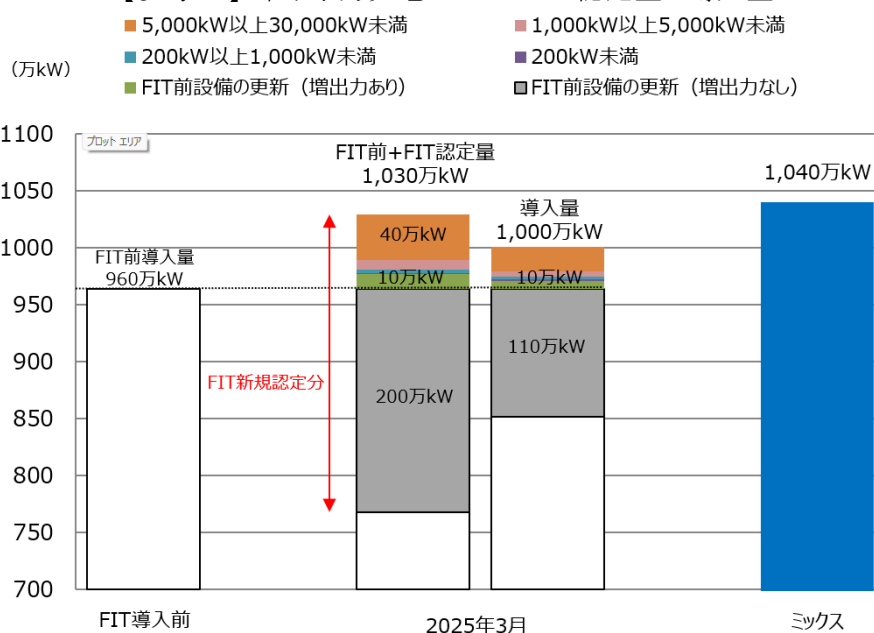 5,000kW以上30,000kW未満
1,000kW以上5,000kW未満
200kW以上1,000kW未満
200kW未満
(万kW)
FIT前設備の更新（増出力あり）
FIT前設備の更新（増出力なし）
1100
プロット エリア
FIT前+FIT認定量
1,030万kW
1,040万kW
1050
導入量
1,000万kW
40万kW
1000
FIT前導入量
960万kW
10万kW
10万kW
950
110万kW
900
FIT新規認定分
200万kW
850
800
750
700
FIT導入前
2025年3月
ミックス